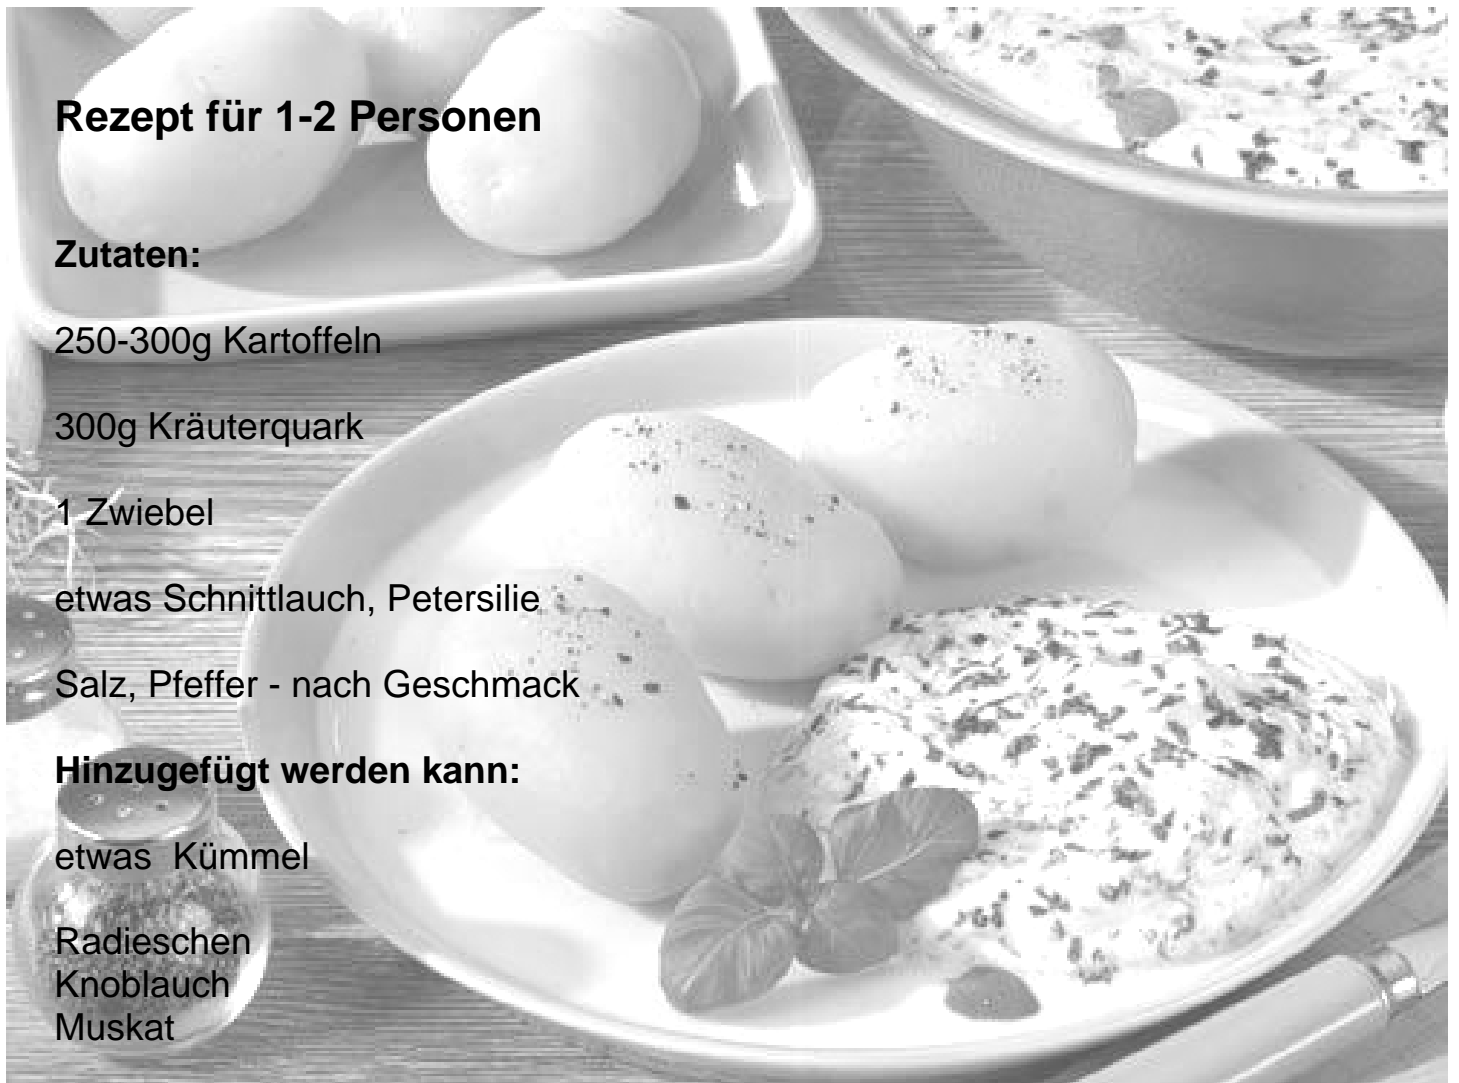 Rezept für 1-2 Personen
Zutaten:
250-300g Kartoffeln
300g Kräuterquark
1 Zwiebel
etwas Schnittlauch, Petersilie
Salz, Pfeffer - nach Geschmack
Hinzugefügt werden kann:
etwas  Kümmel
Radieschen
Knoblauch
Muskat